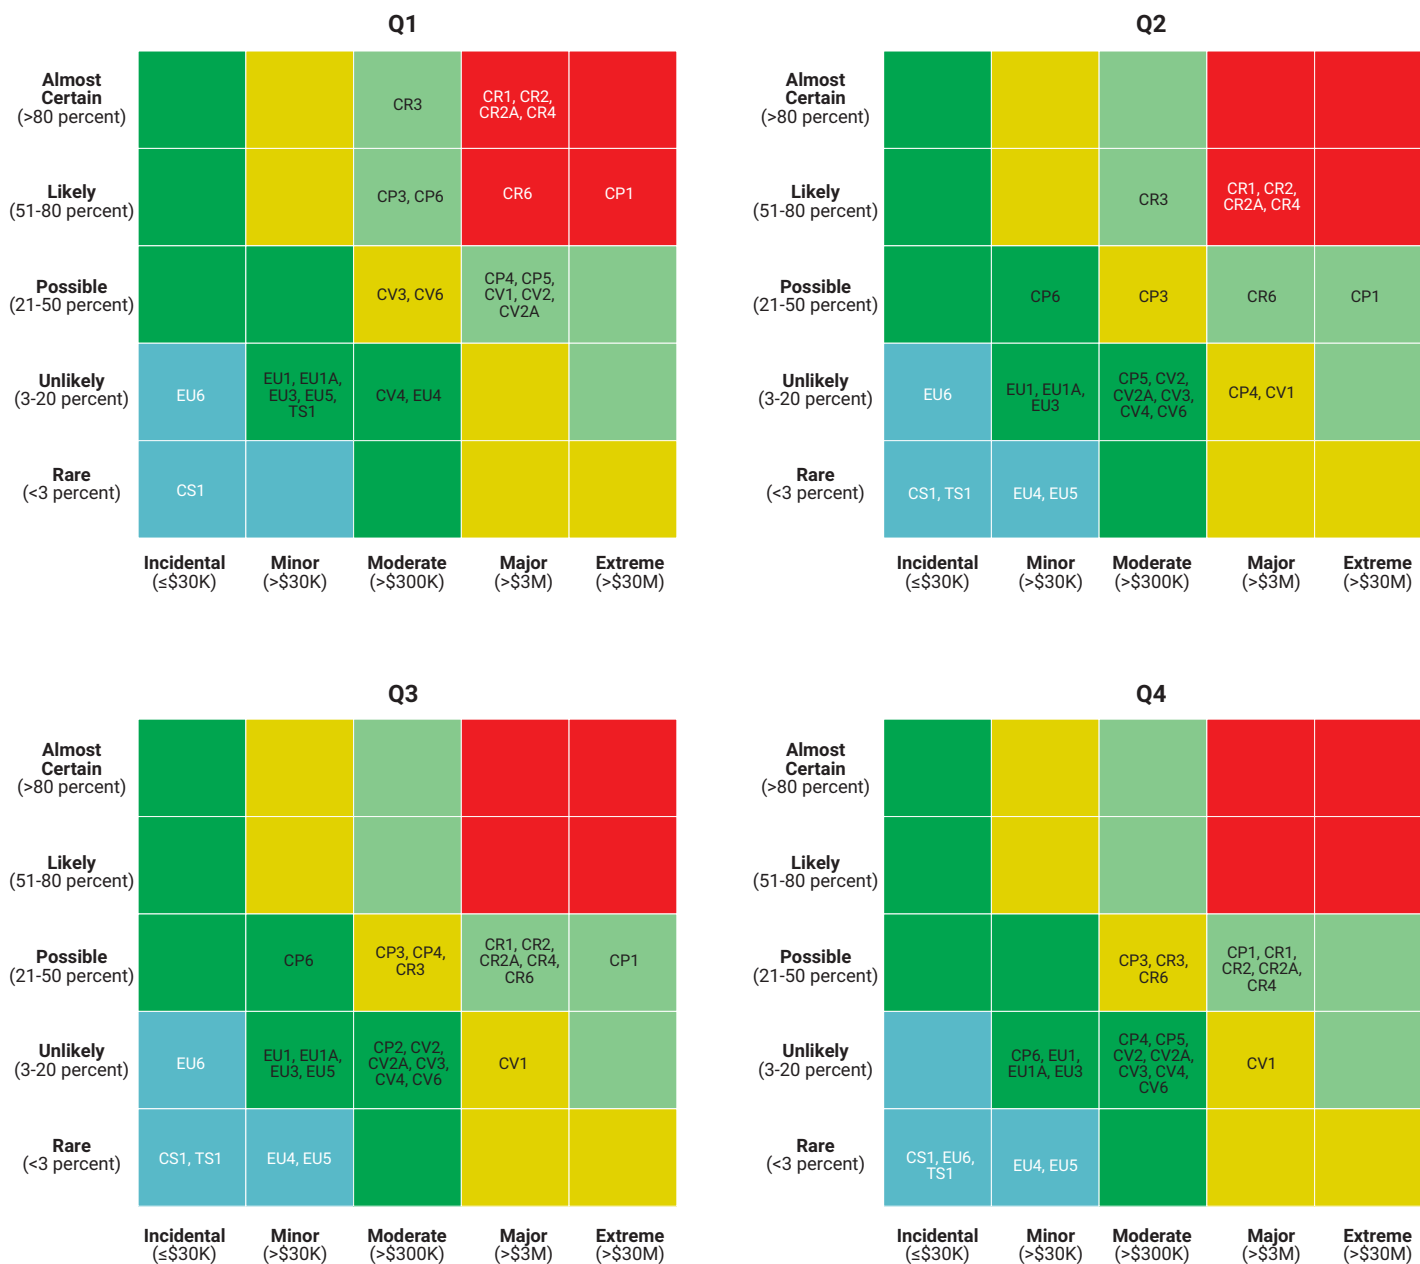 Q1
Almost
Certain
(>80 percent)
CR3
CR1, CR2,
CR2A, CR4
Likely
(51-80 percent)
CP3, CP6
CR6
CP1
Possible
(21-50 percent)
CV3, CV6
CP4, CP5,
CV1, CV2,
CV2A
Unlikely
(3-20 percent)
EU6
EU1, EU1A,
EU3, EU5,
TS1
CV4, EU4
Rare
(<3 percent)
CS1
Incidental
(≤$30K)
Minor
(>$30K)
Moderate
(>$300K)
Major
(>$3M)
Extreme
(>$30M)
Q2
Almost
Certain
(>80 percent)
Likely
(51-80 percent)
CR3
CR1, CR2,
CR2A, CR4
Possible
(21-50 percent)
CP6
CP3
CR6
CP1
Unlikely
(3-20 percent)
EU6
EU1, EU1A,
EU3
CP5, CV2,
CV2A, CV3,
CV4, CV6
CP4, CV1
Rare
(<3 percent)
CS1, TS1
EU4, EU5
Incidental
(≤$30K)
Minor
(>$30K)
Moderate
(>$300K)
Major
(>$3M)
Extreme
(>$30M)
Q3
Almost
Certain
(>80 percent)
Likely
(51-80 percent)
Possible
(21-50 percent)
CP6
CP3, CP4,
CR3
CR1, CR2,
CR2A, CR4,
CR6
CP1
Unlikely
(3-20 percent)
EU6
EU1, EU1A,
EU3, EU5
CP2, CV2,
CV2A, CV3,
CV4, CV6
CV1
Rare
(<3 percent)
CS1, TS1
EU4, EU5
Incidental
(≤$30K)
Minor
(>$30K)
Moderate
(>$300K)
Major
(>$3M)
Extreme
(>$30M)
Q4
Almost
Certain
(>80 percent)
Likely
(51-80 percent)
Possible
(21-50 percent)
CP3, CR3,
CR6
CP1, CR1,
CR2, CR2A,
CR4
Unlikely
(3-20 percent)
CP6, EU1,
EU1A, EU3
CP4, CP5,
CV2, CV2A,
CV3, CV4,
CV6
CV1
Rare
(<3 percent)
CS1, EU6,
TS1
EU4, EU5
Incidental
(≤$30K)
Minor
(>$30K)
Moderate
(>$300K)
Major
(>$3M)
Extreme
(>$30M)